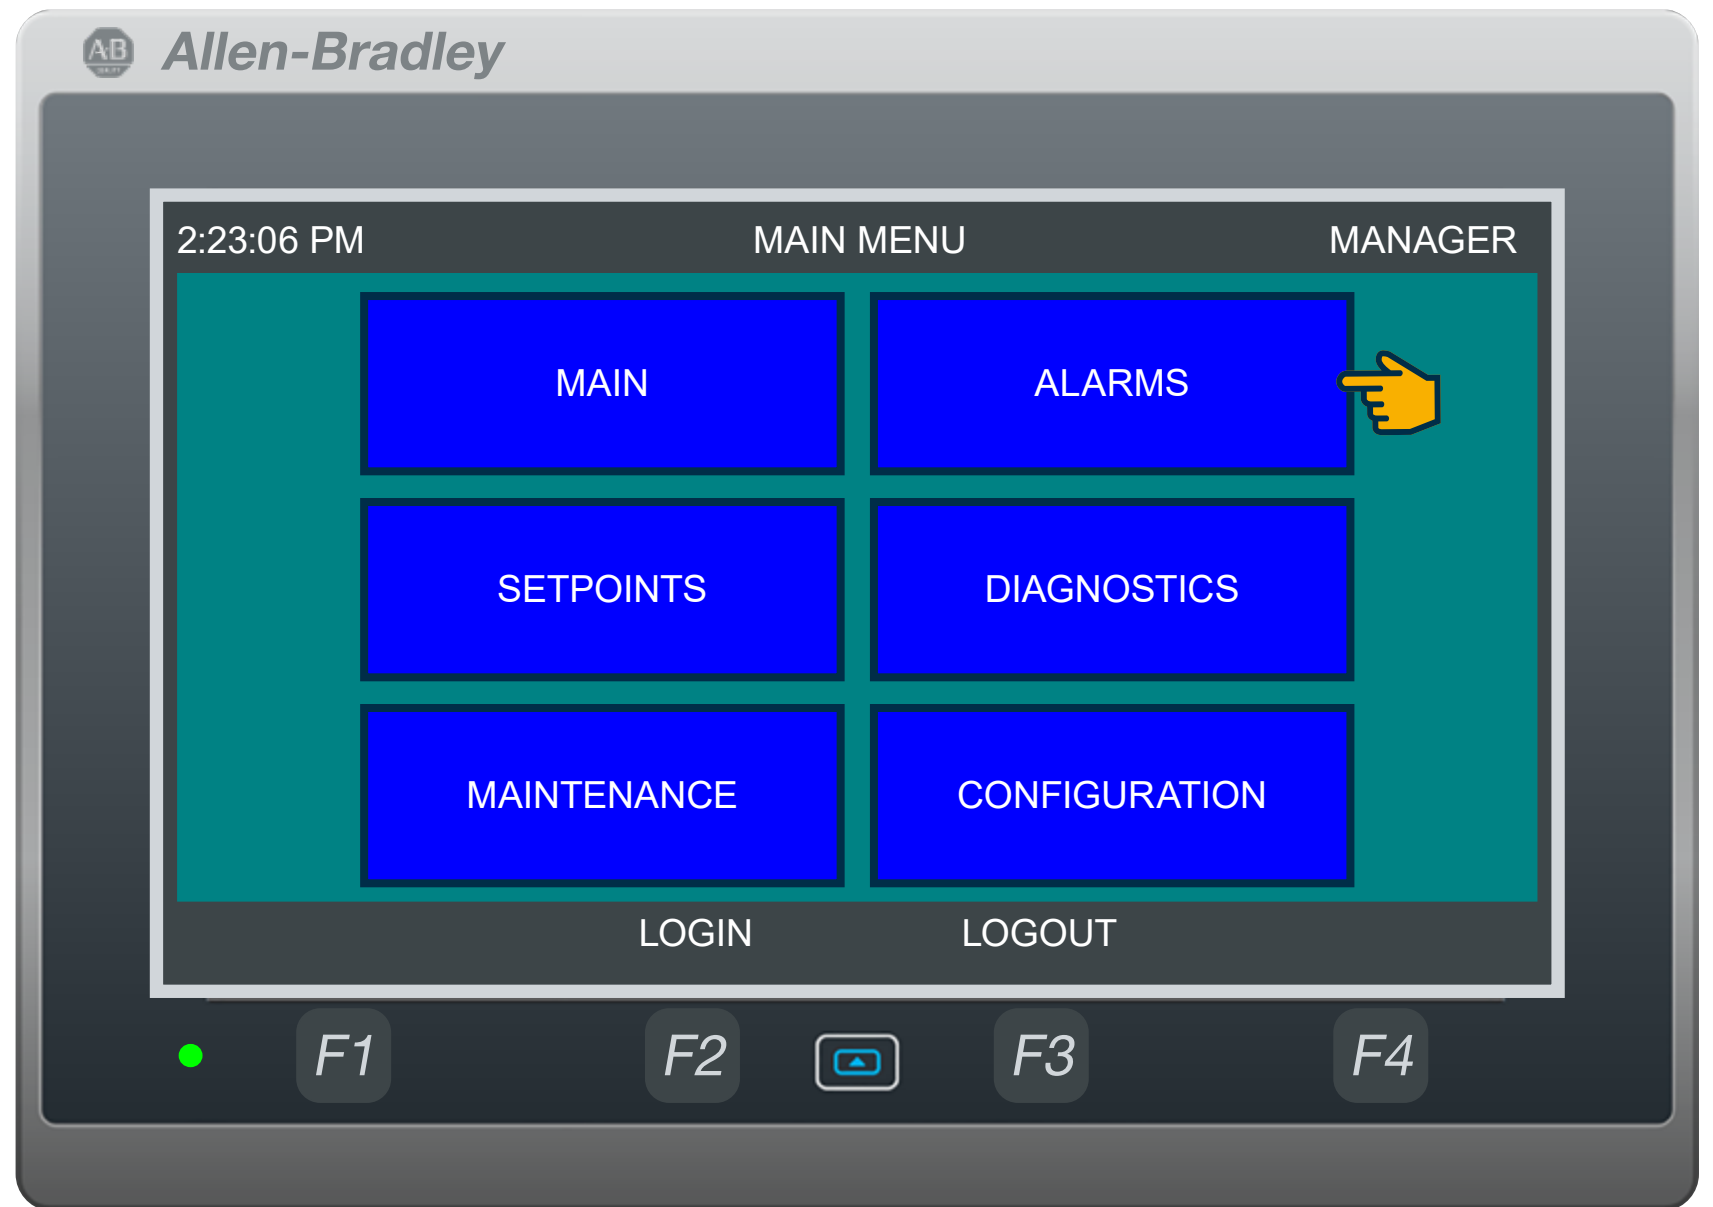 AB
Allen-Bradley
2:23:06 PM MAIN MENU MANAGER
MAIN ALARMS
SETPOINTS DIAGNOSTICS
MAINTENANCE CONFIGURATION
LOGIN LOGOUT
F1 F2 F3 F4